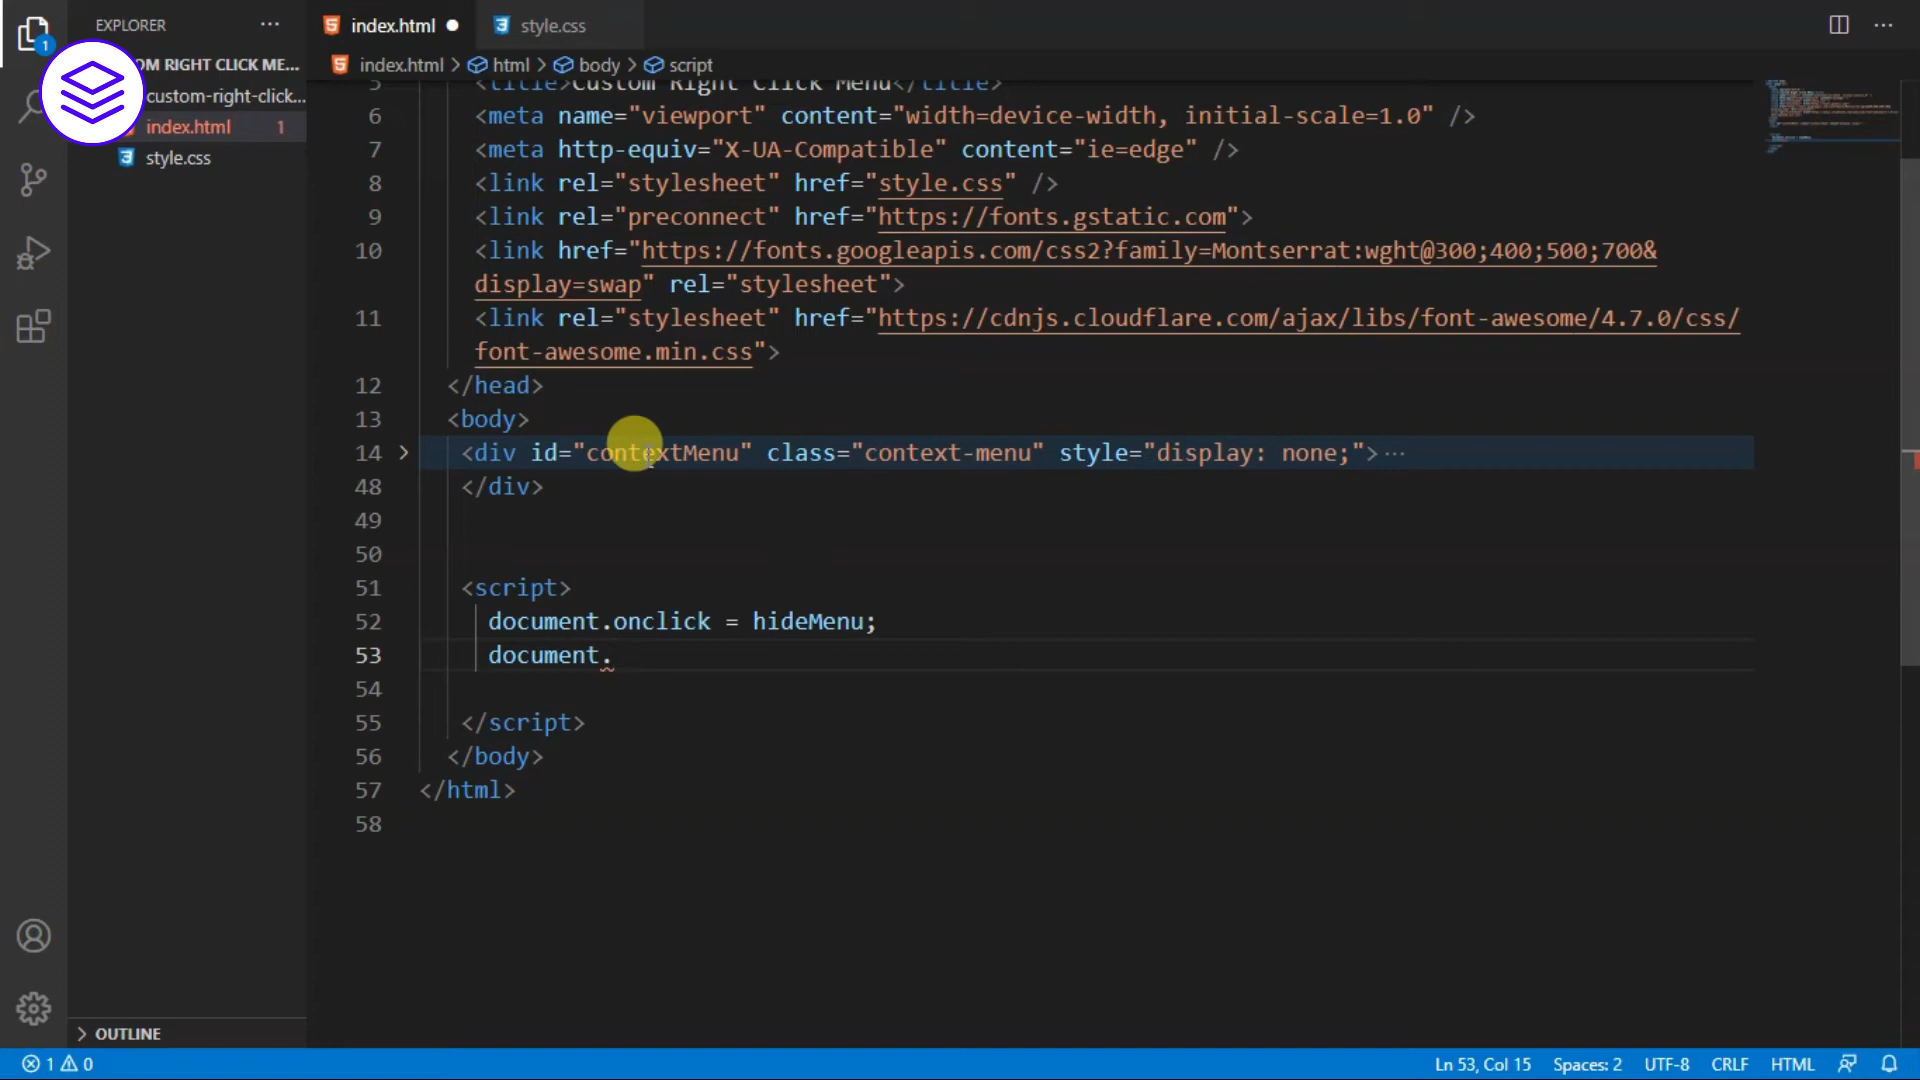 EXPLORER
index.html
style.css
OM RIGHT CLICK ME...
index.html > html > body > script
custom-right-click...
index.html 1
style.css
5 <title>Custom Right Click Menu</title>
6 <meta name="viewport" content="width=device-width, initial-scale=1.0" />
7 <meta http-equiv="X-UA-Compatible" content="ie=edge" />
8 <link rel="stylesheet" href="style.css" />
9 <link rel="preconnect" href="https://fonts.gstatic.com">
10 <link href="https://fonts.googleapis.com/css2?family=Montserrat:wght@300;400;500;700&
display=swap" rel="stylesheet">
11 <link rel="stylesheet" href="https://cdnjs.cloudflare.com/ajax/libs/font-awesome/4.7.0/css/
font-awesome.min.css">
12 </head>
13 <body>
14 <div id="contextMenu" class="context-menu" style="display: none;">
48 </div>
49
50
51 <script>
52 document.onclick = hideMenu;
53 document.
54
55 </script>
56 </body>
57 </html>
58
OUTLINE
1 0
Ln 53, Col 15 Spaces: 2 UTF-8 CRLF HTML